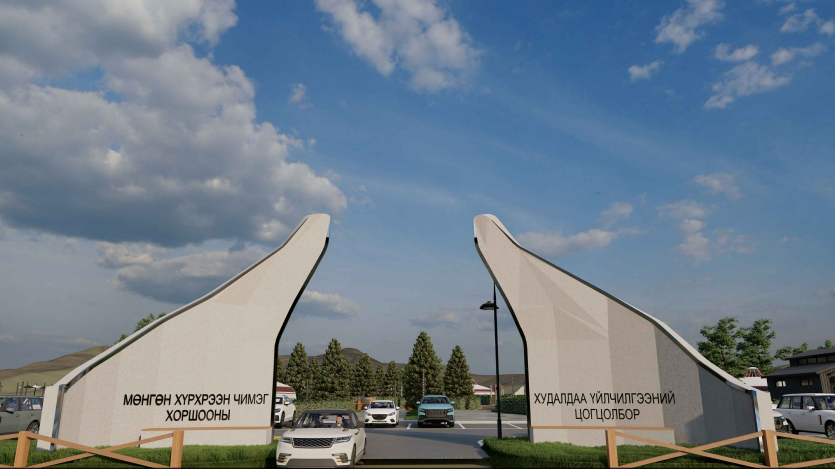 МӨНГӨН ХҮРХРЭЭН ЧИМЭГ
ХОРШООНЫ
ХУДАЛДАА ҮЙЛЧИЛГЭЭНИЙ
ЦОГЦОЛБОР